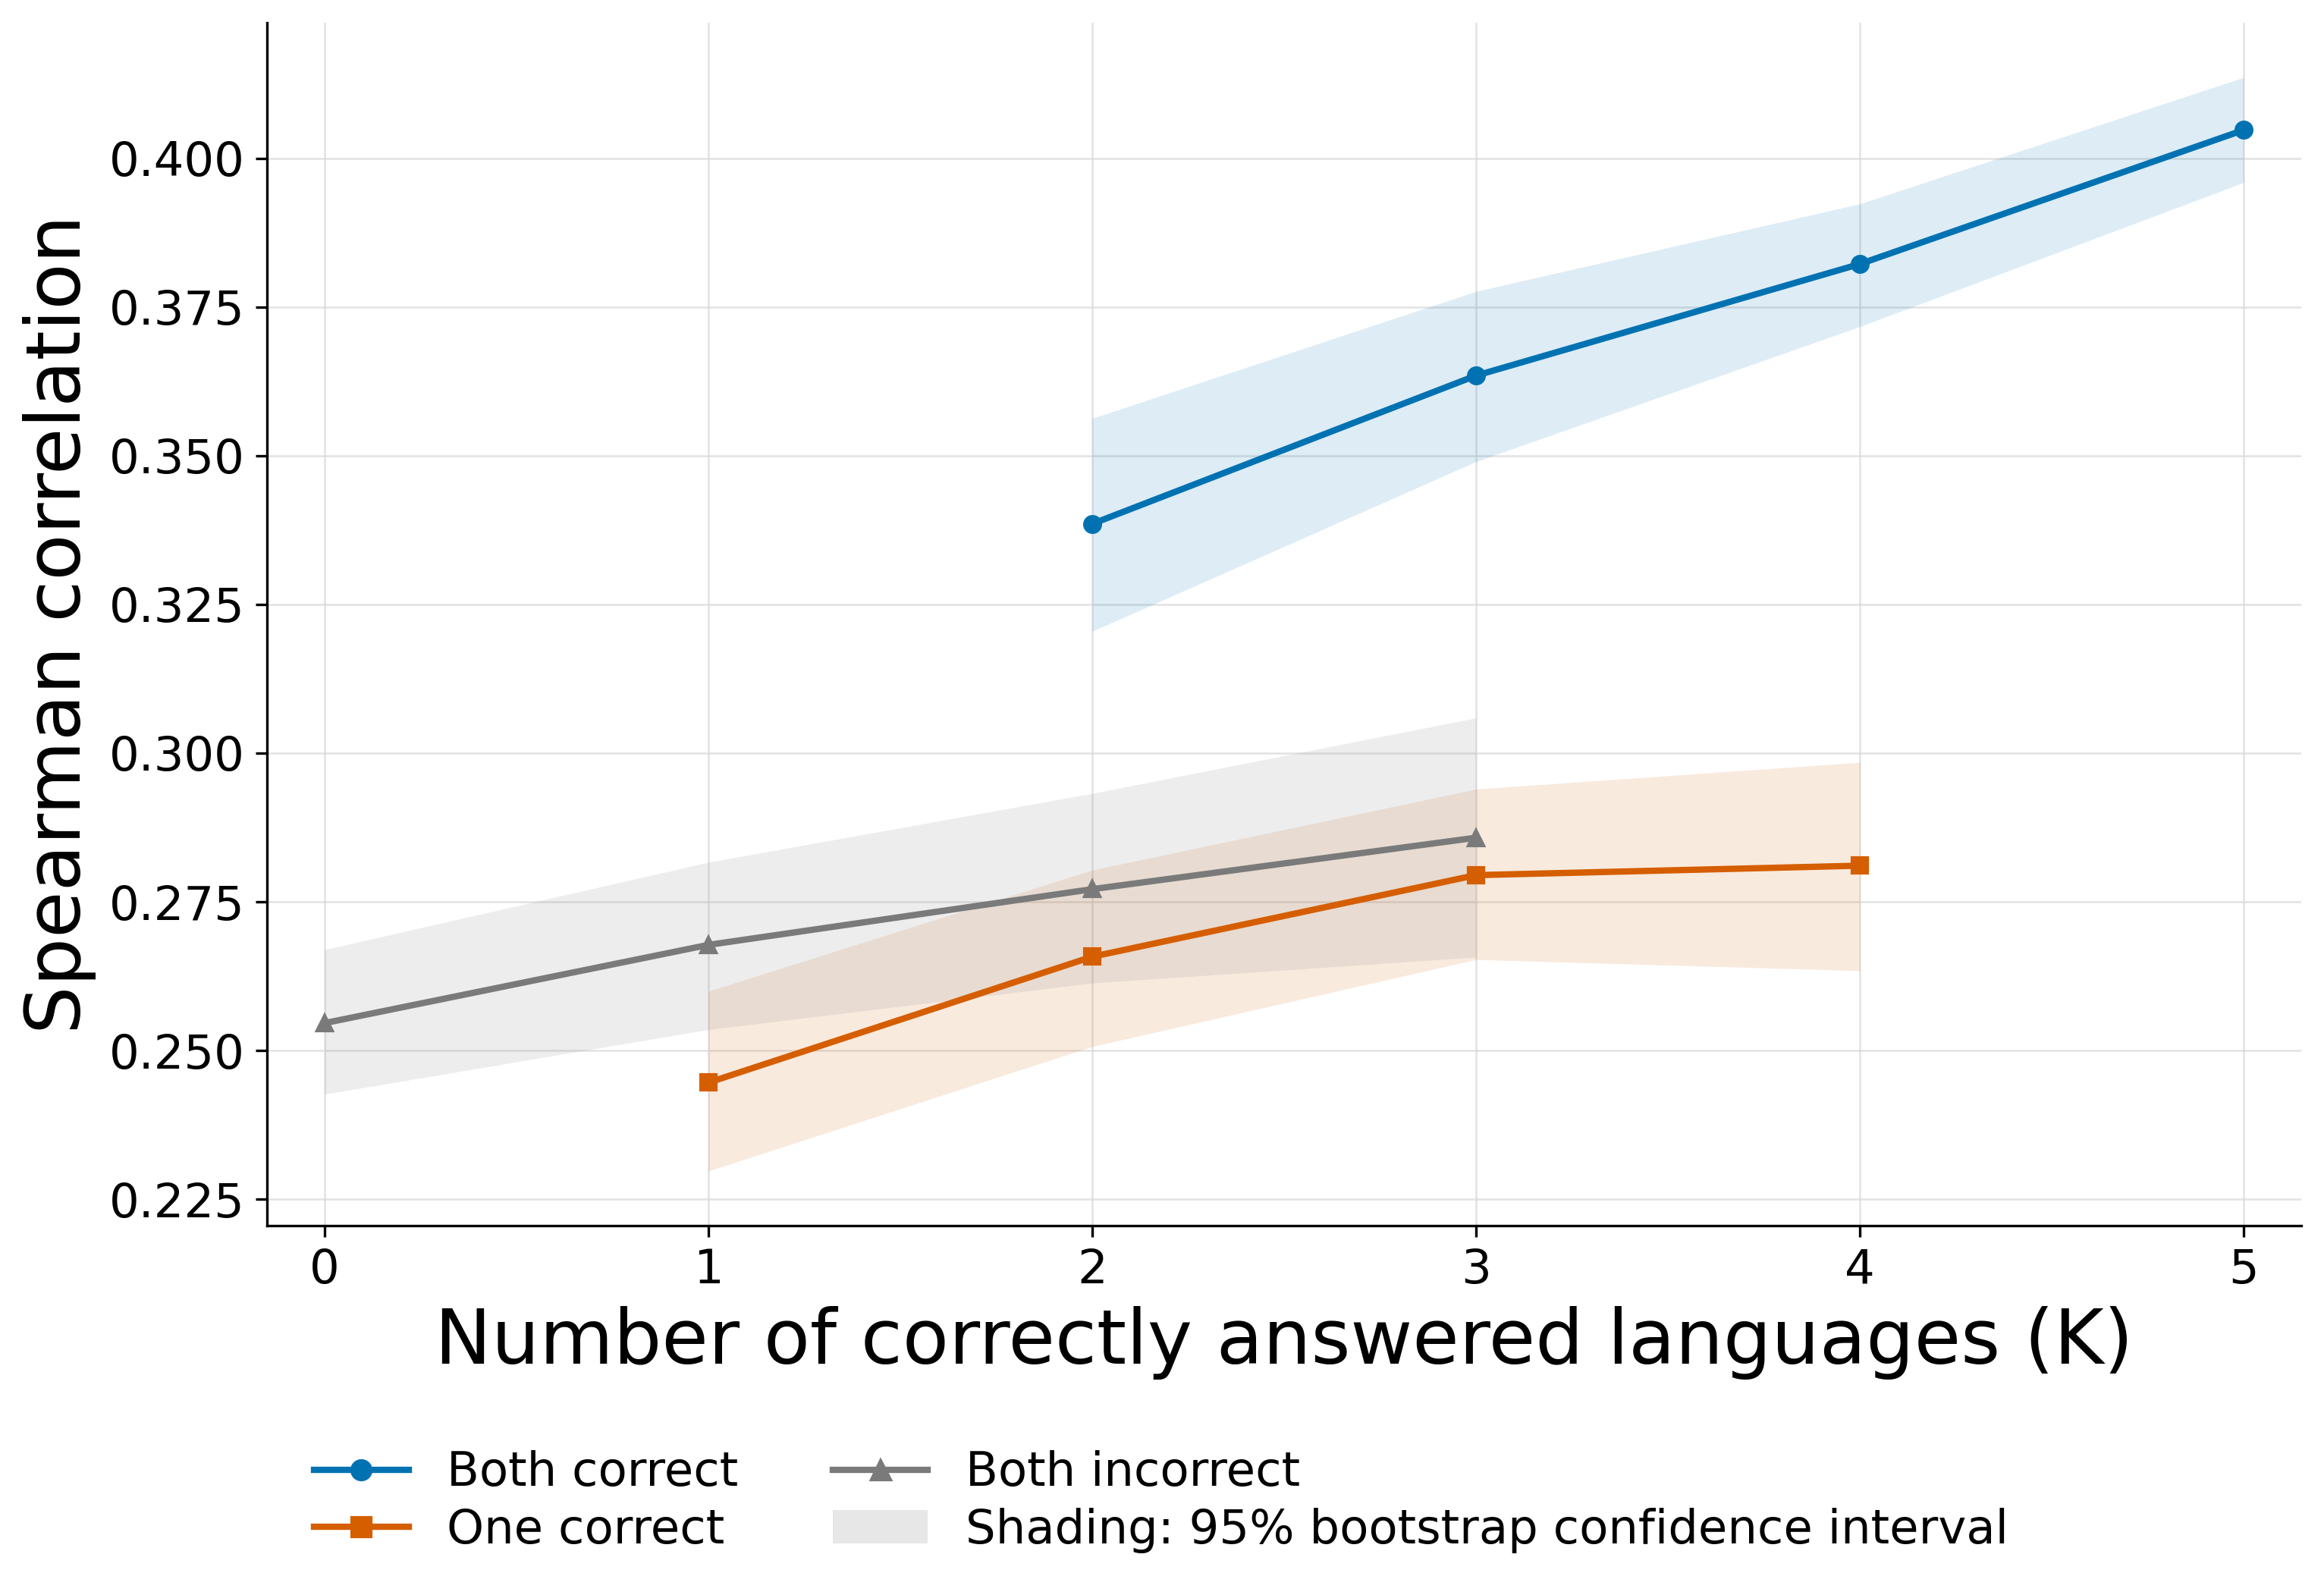 Spearman correlation
0.400
0.375
0.350
0.325
0.300
0.275
0.250
0.225
0 1 2 3 4 5
Number of correctly answered languages (K)
Both correct
One correct
Both incorrect
Shading: 95% bootstrap confidence interval